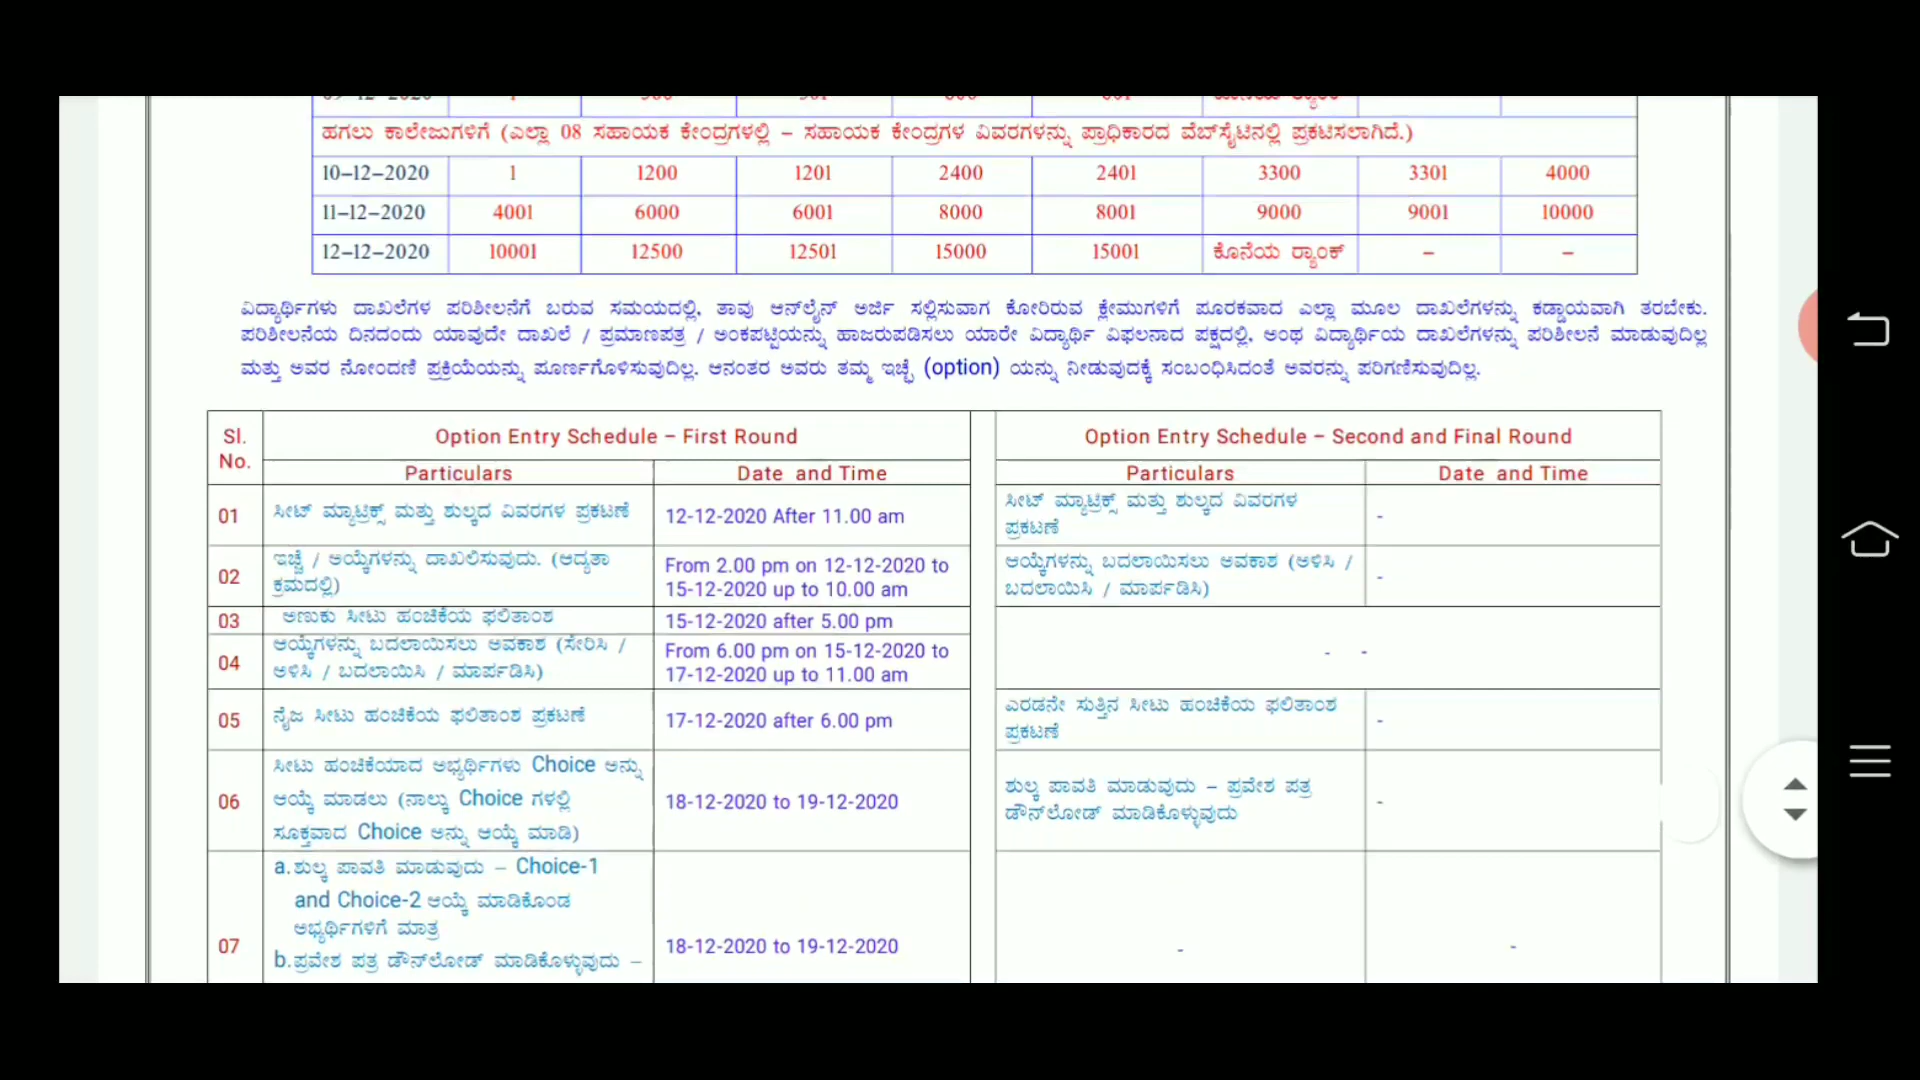 ಹಗಲು ಕಾಲೇಜುಗಳಿಗೆ (ಎಲ್ಲಾ 08 ಸಹಾಯಕ ಕೇಂದ್ರಗಳಲ್ಲಿ – ಸಹಾಯಕ ಕೇಂದ್ರಗಳ ವಿವರಗಳನ್ನು ಪ್ರಾಧಿಕಾರದ ವೆಬ್‌ಸೈಟಿನಲ್ಲಿ ಪ್ರಕಟಿಸಲಾಗಿದೆ.)
10–12–2020 1 1200 1201 2400 2401 3300 3301 4000
11–12–2020 4001 6000 6001 8000 8001 9000 9001 10000
12–12–2020 10001 12500 12501 15000 15001 ಕೊನೆಯ ರ‍್ಯಾಂಕ್ – –
ವಿದ್ಯಾರ್ಥಿಗಳು ದಾಖಲೆಗಳ ಪರಿಶೀಲನೆಗೆ ಬರುವ ಸಮಯದಲ್ಲಿ, ತಾವು ಆನ್‌ಲೈನ್ ಅರ್ಜಿ ಸಲ್ಲಿಸುವಾಗ ಕೋರಿರುವ ಕ್ಲೇಮುಗಳಿಗೆ ಪೂರಕವಾದ ಎಲ್ಲಾ ಮೂಲ ದಾಖಲೆಗಳನ್ನು ಕಡ್ಡಾಯವಾಗಿ ತರಬೇಕು.
ಪರಿಶೀಲನೆಯ ದಿನದಂದು ಯಾವುದೇ ದಾಖಲೆ / ಪ್ರಮಾಣಪತ್ರ / ಅಂಕಪಟ್ಟಿಯನ್ನು ಹಾಜರುಪಡಿಸಲು ಯಾರೇ ವಿದ್ಯಾರ್ಥಿ ವಿಫಲನಾದ ಪಕ್ಷದಲ್ಲಿ, ಅಂಥ ವಿದ್ಯಾರ್ಥಿಯ ದಾಖಲೆಗಳನ್ನು ಪರಿಶೀಲನೆ ಮಾಡುವುದಿಲ್ಲ
ಮತ್ತು ಅವರ ನೋಂದಣಿ ಪ್ರಕ್ರಿಯೆಯನ್ನು ಪೂರ್ಣಗೊಳಿಸುವುದಿಲ್ಲ. ಆನಂತರ ಅವರು ತಮ್ಮ ಇಚ್ಛೆ (option) ಯನ್ನು ನೀಡುವುದಕ್ಕೆ ಸಂಬಂಧಿಸಿದಂತೆ ಅವರನ್ನು ಪರಿಗಣಿಸುವುದಿಲ್ಲ.
Sl. No. Option Entry Schedule – First Round Option Entry Schedule – Second and Final Round
Particulars Date and Time Particulars Date and Time
01 ಸೀಟ್ ಮ್ಯಾಟ್ರಿಕ್ಸ್ ಮತ್ತು ಶುಲ್ಕದ ವಿವರಗಳ ಪ್ರಕಟಣೆ 12-12-2020 After 11.00 am
ಸೀಟ್ ಮ್ಯಾಟ್ರಿಕ್ಸ್ ಮತ್ತು ಶುಲ್ಕದ ವಿವರಗಳ
ಪ್ರಕಟಣೆ -
02 ಇಚ್ಛೆ / ಆಯ್ಕೆಗಳನ್ನು ದಾಖಲಿಸುವುದು. (ಆದ್ಯತಾ
ಕ್ರಮದಲ್ಲಿ)
From 2.00 pm on 12-12-2020 to
15-12-2020 up to 10.00 am
ಆಯ್ಕೆಗಳನ್ನು ಬದಲಾಯಿಸಲು ಅವಕಾಶ (ಅಳಿಸಿ /
ಬದಲಾಯಿಸಿ / ಮಾರ್ಪಡಿಸಿ) -
03 ಅಣುಕು ಸೀಟು ಹಂಚಿಕೆಯ ಫಲಿತಾಂಶ 15-12-2020 after 5.00 pm
04 ಆಯ್ಕೆಗಳನ್ನು ಬದಲಾಯಿಸಲು ಅವಕಾಶ (ಸೇರಿಸಿ /
ಅಳಿಸಿ / ಬದಲಾಯಿಸಿ / ಮಾರ್ಪಡಿಸಿ)
From 6.00 pm on 15-12-2020 to
17-12-2020 up to 11.00 am
- -
05 ನೈಜ ಸೀಟು ಹಂಚಿಕೆಯ ಫಲಿತಾಂಶ ಪ್ರಕಟಣೆ 17-12-2020 after 6.00 pm
ಎರಡನೇ ಸುತ್ತಿನ ಸೀಟು ಹಂಚಿಕೆಯ ಫಲಿತಾಂಶ
ಪ್ರಕಟಣೆ -
06 ಸೀಟು ಹಂಚಿಕೆಯಾದ ಅಭ್ಯರ್ಥಿಗಳು Choice ಅನ್ನು
ಆಯ್ಕೆ ಮಾಡಲು (ನಾಲ್ಕು Choice ಗಳಲ್ಲಿ
ಸೂಕ್ತವಾದ Choice ಅನ್ನು ಆಯ್ಕೆ ಮಾಡಿ)
18-12-2020 to 19-12-2020
ಶುಲ್ಕ ಪಾವತಿ ಮಾಡುವುದು – ಪ್ರವೇಶ ಪತ್ರ
ಡೌನ್‌ಲೋಡ್ ಮಾಡಿಕೊಳ್ಳುವುದು -
07 a.ಶುಲ್ಕ ಪಾವತಿ ಮಾಡುವುದು – Choice-1
and Choice-2 ಆಯ್ಕೆ ಮಾಡಿಕೊಂಡ
ಅಭ್ಯರ್ಥಿಗಳಿಗೆ ಮಾತ್ರ
b.ಪ್ರವೇಶ ಪತ್ರ ಡೌನ್‌ಲೋಡ್ ಮಾಡಿಕೊಳ್ಳುವುದು –
18-12-2020 to 19-12-2020
- -